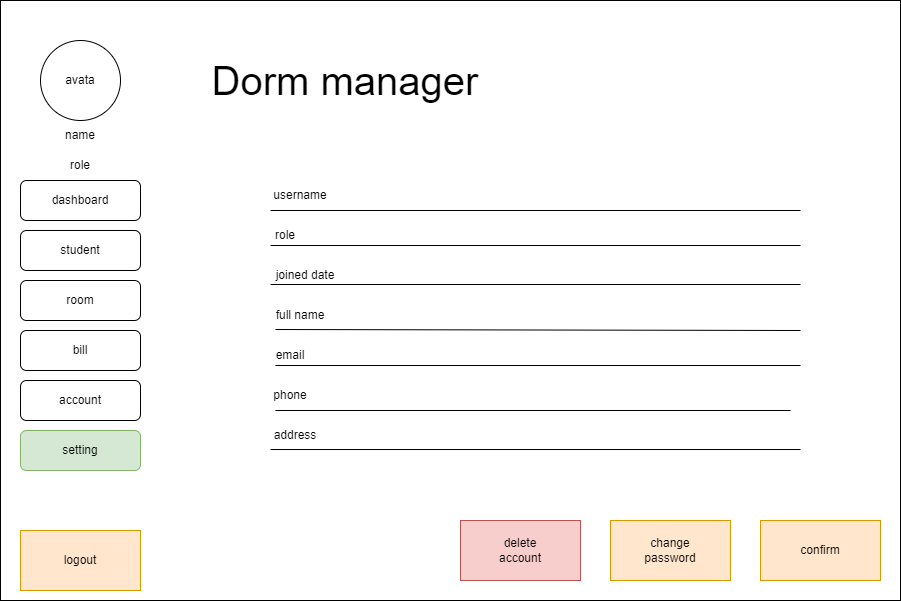 avata
name
role
dashboard
student
room
bill
account
setting
logout
Dorm manager
username
role
joined date
full name
email
phone
address
delete
account
change
password
confirm